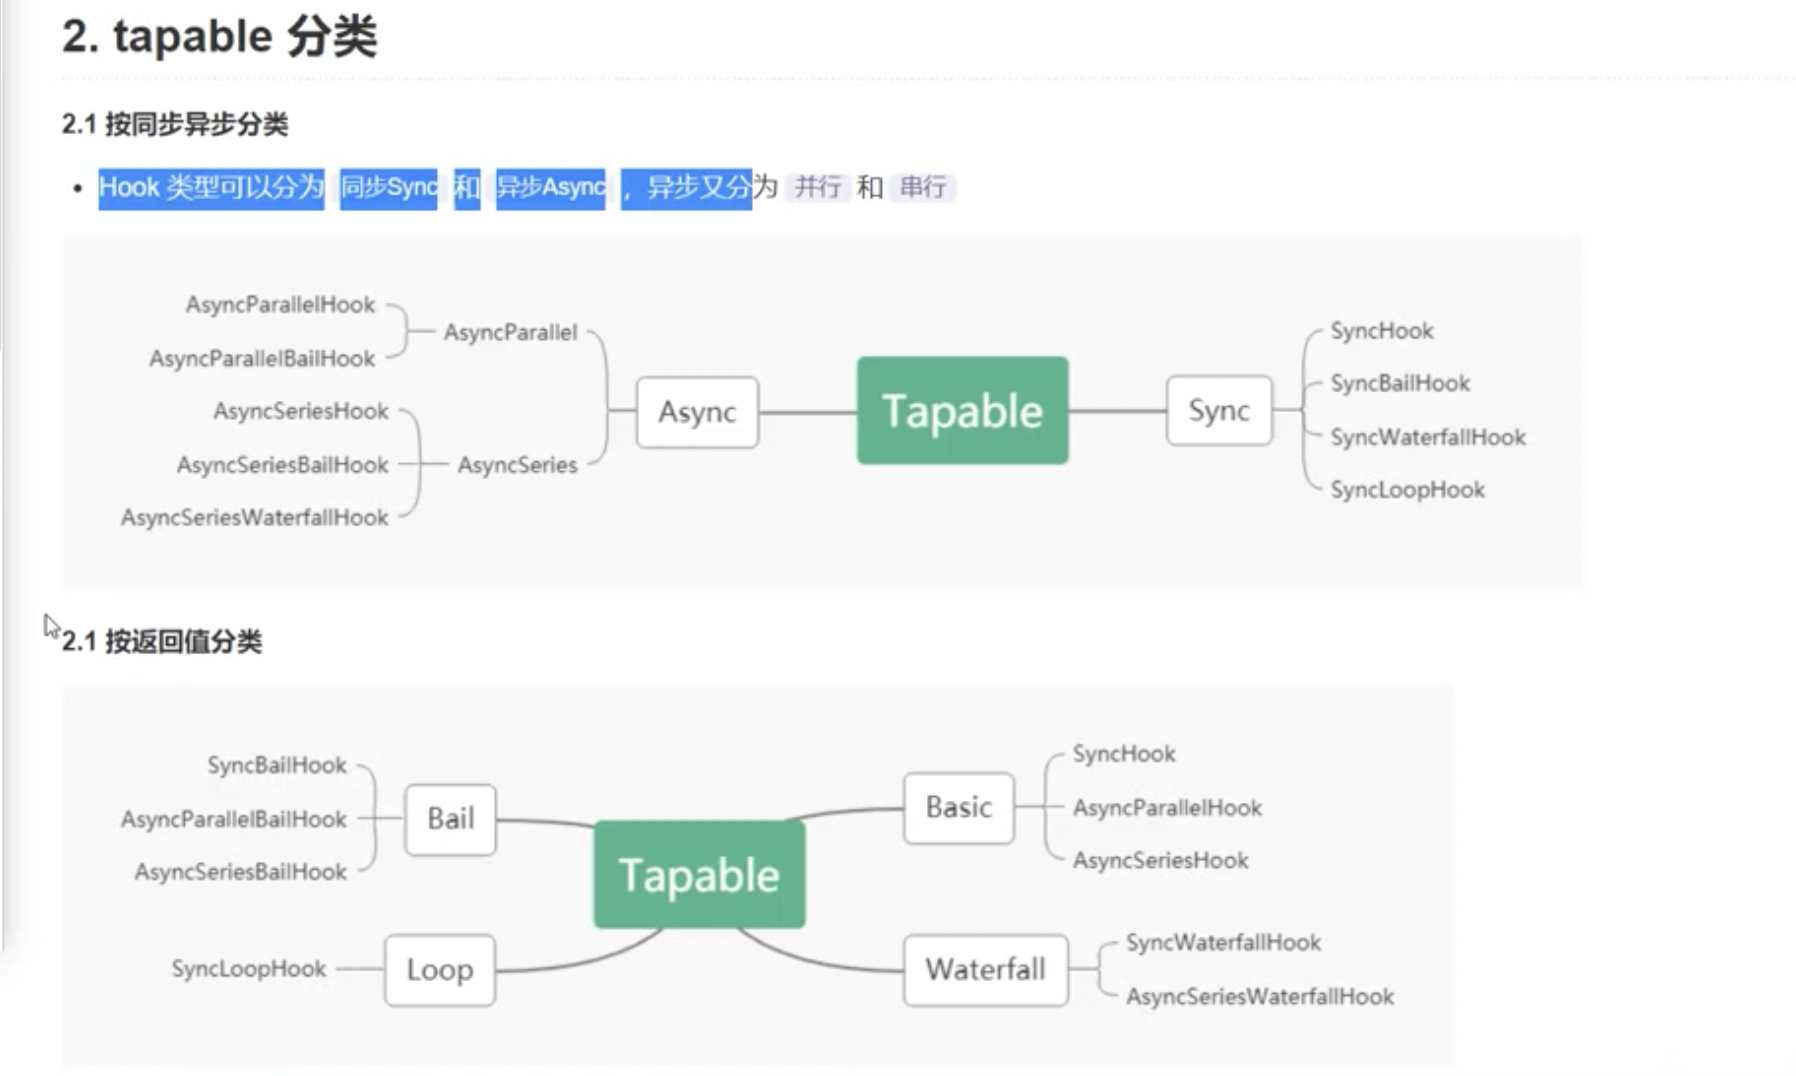 2. tapable 分类
2.1 按同步异步分类
Hook 类型可以分为 同步Sync 和 异步Async ，异步又分为 并行 和 串行
AsyncParallelHook
AsyncParallelBailHook
AsyncParallel
AsyncSeriesHook
AsyncSeriesBailHook
AsyncSeriesWaterfallHook
AsyncSeries
Async
Tapable
Sync
SyncHook
SyncBailHook
SyncWaterfallHook
SyncLoopHook
2.1 按返回值分类
SyncBailHook
AsyncParallelBailHook
AsyncSeriesBailHook
Bail
SyncLoopHook
Loop
Tapable
Basic
SyncHook
AsyncParallelHook
AsyncSeriesHook
Waterfall
SyncWaterfallHook
AsyncSeriesWaterfallHook